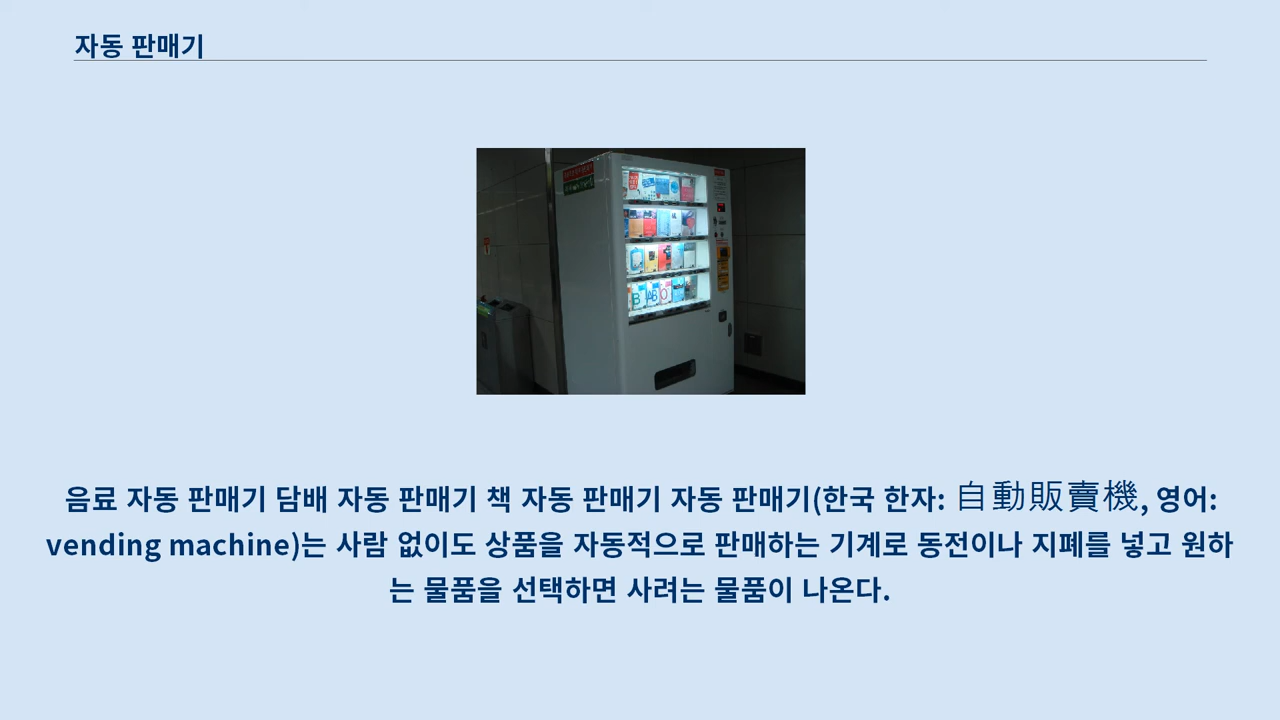 자동 판매기
음료 자동 판매기 담배 자동 판매기 책 자동 판매기 자동 판매기(한국 한자: 自動販賣機, 영어:
vending machine)는 사람 없이도 상품을 자동적으로 판매하는 기계로 동전이나 지폐를 넣고 원하
는 물품을 선택하면 사려는 물품이 나온다.